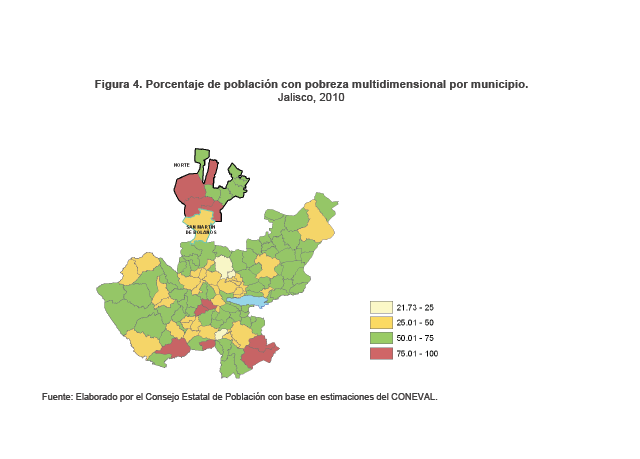 Figura 4. Porcentaje de población con pobreza multidimensional por municipio.
Jalisco, 2010
NORTE
SAN MARTIN
DE BOLAÑOS
21.73 - 25
25.01 - 50
50.01 - 75
75.01 - 100
Fuente: Elaborado por el Consejo Estatal de Población con base en estimaciones del CONEVAL.